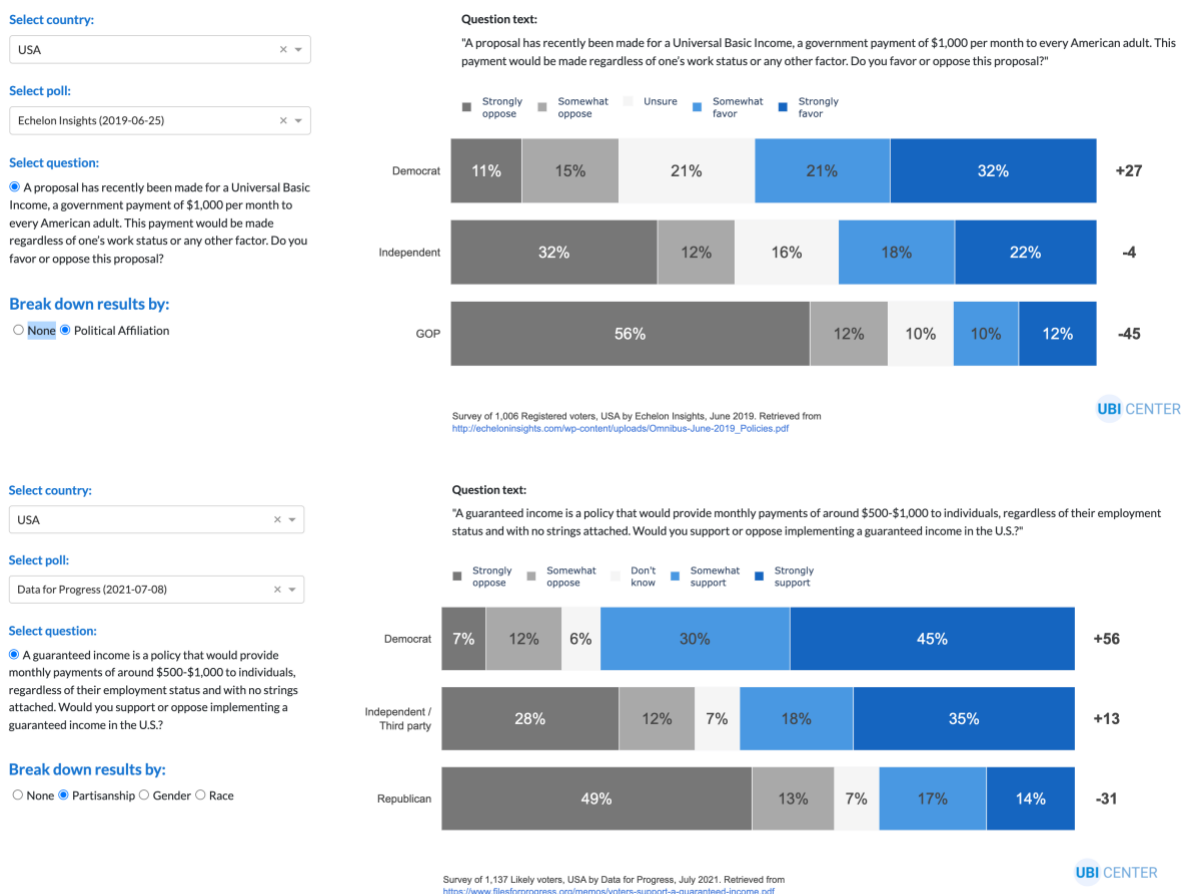 Select country:
USA
Select poll:
Echelon Insights (2019-06-25)
Select question:
A proposal has recently been made for a Universal Basic
Income, a government payment of $1,000 per month to
every American adult. This payment would be made
regardless of one's work status or any other factor. Do you
favor or oppose this proposal?
Break down results by:
None Political Affiliation
Question text:
"A proposal has recently been made for a Universal Basic Income, a government payment of $1,000 per month to every American adult. This
payment would be made regardless of one's work status or any other factor. Do you favor or oppose this proposal?"
Strongly oppose Somewhat oppose Unsure Somewhat favor Strongly favor
Democrat 11% 15% 21% 21% 32% +27
Independent 32% 12% 16% 18% 22% -4
GOP 56% 12% 10% 10% 12% -45
Survey of 1,006 Registered voters, USA by Echelon Insights, June 2019. Retrieved from
http://echeloninsights.com/wp-content/uploads/Omnibus-June-2019_Policies.pdf
UBI CENTER
Select country:
USA
Select poll:
Data for Progress (2021-07-08)
Select question:
A guaranteed income is a policy that would provide
monthly payments of around $500-$1,000 to individuals,
regardless of their employment status and with no strings
attached. Would you support or oppose implementing a
guaranteed income in the U.S.?
Break down results by:
None Partisanship Gender Race
Question text:
"A guaranteed income is a policy that would provide monthly payments of around $500-$1,000 to individuals, regardless of their employment
status and with no strings attached. Would you support or oppose implementing a guaranteed income in the U.S.?"
Strongly oppose Somewhat oppose Don't know Somewhat support Strongly support
Democrat 7% 12% 6% 30% 45% +56
Independent / Third party 28% 12% 7% 18% 35% +13
Republican 49% 13% 7% 17% 14% -31
Survey of 1,137 Likely voters, USA by Data for Progress, July 2021. Retrieved from
https://www.filesforprogress.org/memos/voters-support-a-guaranteed-income.pdf
UBI CENTER